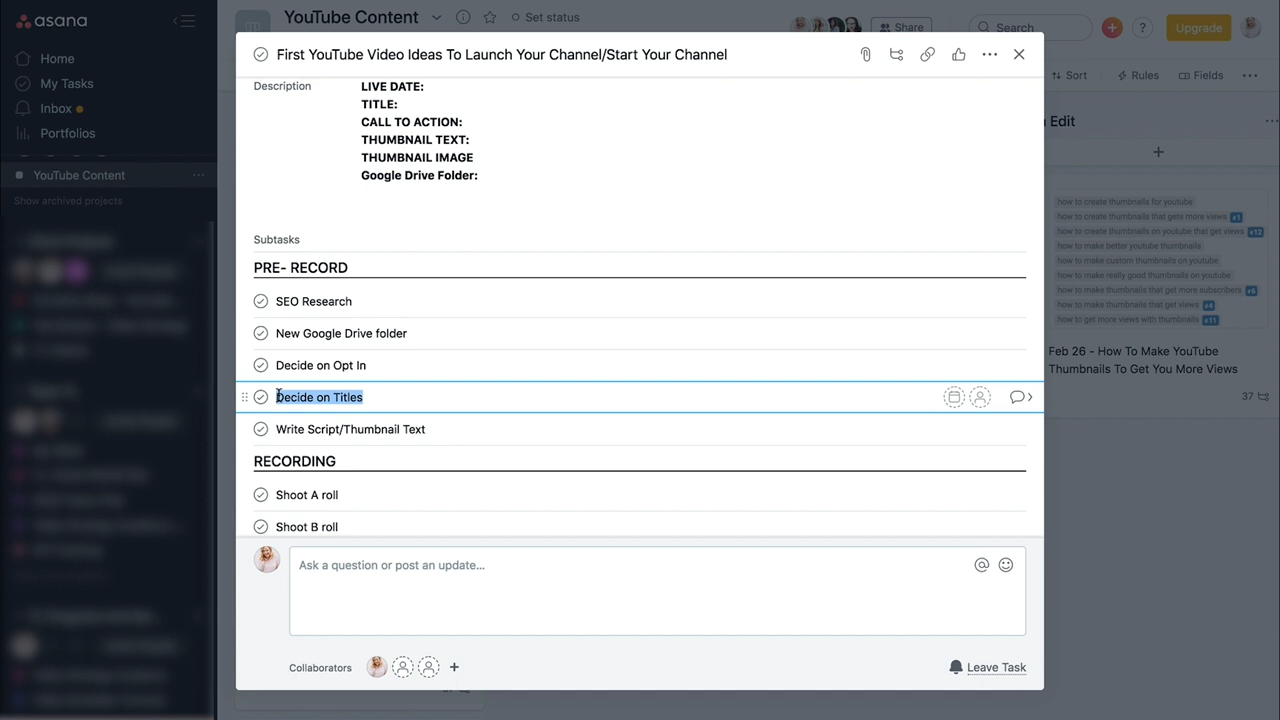 asana
Home
My Tasks
Inbox
Portfolios
YouTube Content
Show archived projects
YouTube Content
Set status
Share
Search
?
Upgrade
Sort
Rules
Fields
First YouTube Video Ideas To Launch Your Channel/Start Your Channel
Description
LIVE DATE:
TITLE:
CALL TO ACTION:
THUMBNAIL TEXT:
THUMBNAIL IMAGE
Google Drive Folder:
Subtasks
PRE- RECORD
SEO Research
New Google Drive folder
Decide on Opt In
Decide on Titles
Write Script/Thumbnail Text
RECORDING
Shoot A roll
Shoot B roll
Ask a question or post an update...
Collaborators
Leave Task
Edit
how to create thumbnails for youtube
how to create thumbnails that gets more views #1
how to create thumbnails on youtube that get views #12
how to make better youtube thumbnails
how to make custom thumbnails on youtube
how to make really good thumbnails on youtube
how to make thumbnails that get more subscribers #6
how to make thumbnails that get views #4
how to get more views with thumbnails #11
Feb 26 - How To Make YouTube
Thumbnails To Get You More Views
37